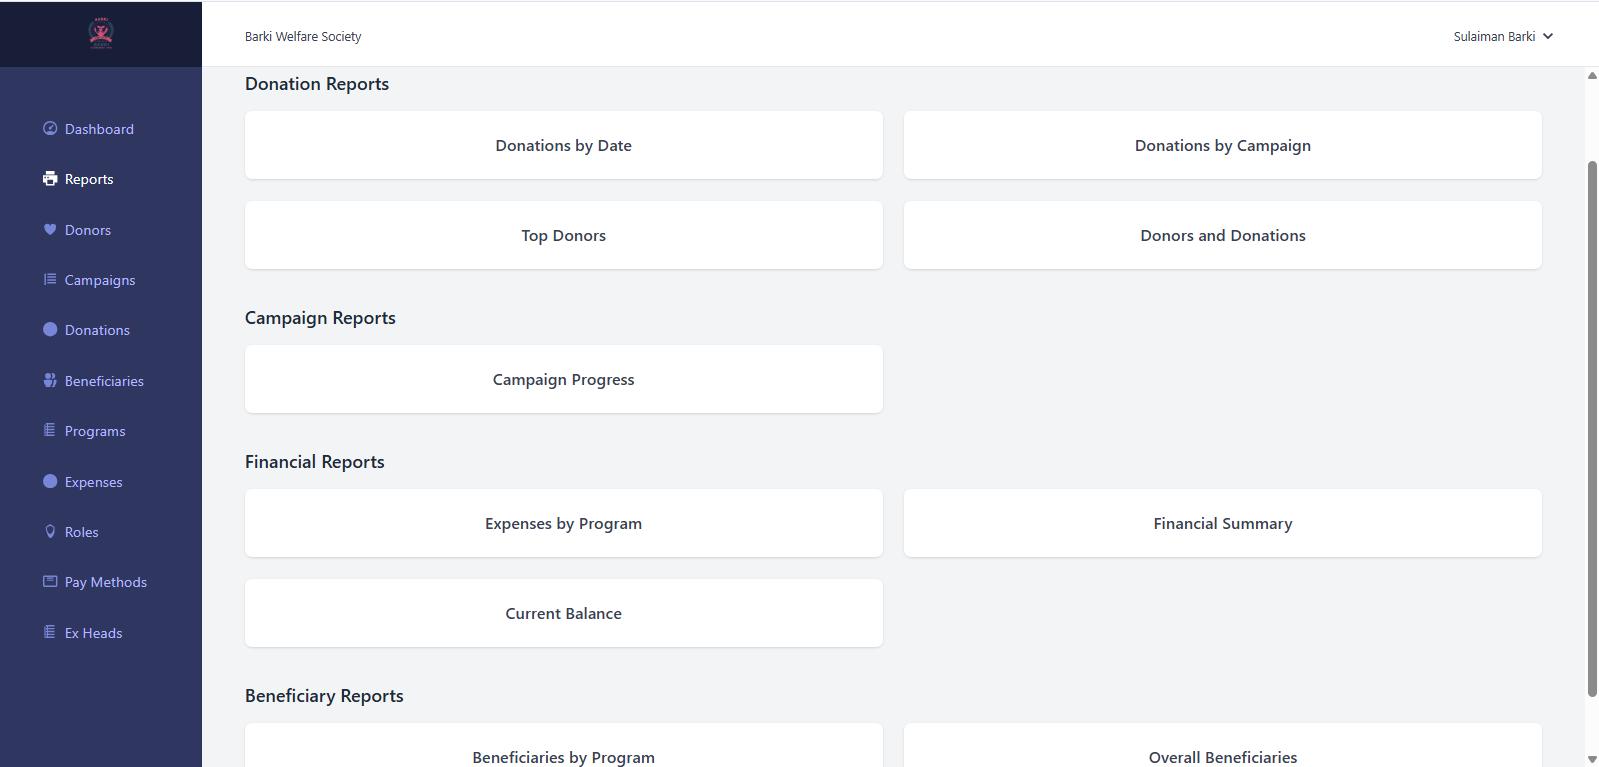 BARKI
Barki Welfare Society
Sulaiman Barki
Dashboard
Reports
Donors
Campaigns
Donations
Beneficiaries
Programs
Expenses
Roles
Pay Methods
Ex Heads
Donation Reports
Donations by Date
Donations by Campaign
Top Donors
Donors and Donations
Campaign Reports
Campaign Progress
Financial Reports
Expenses by Program
Financial Summary
Current Balance
Beneficiary Reports
Beneficiaries by Program
Overall Beneficiaries